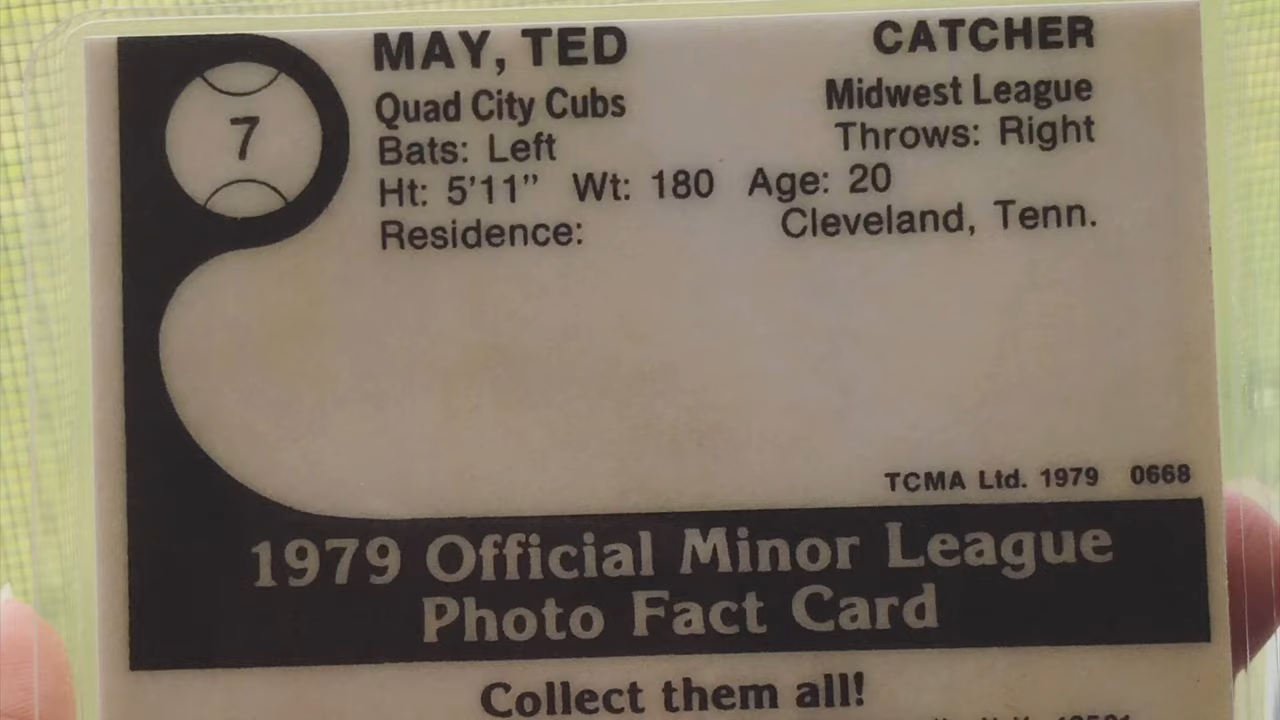 7
MAY, TED CATCHER
Quad City Cubs Midwest League
Bats: Left Throws: Right
Ht: 5'11" Wt: 180 Age: 20
Residence: Cleveland, Tenn.
TCMA Ltd. 1979 0668
1979 Official Minor League
Photo Fact Card
Collect them all!